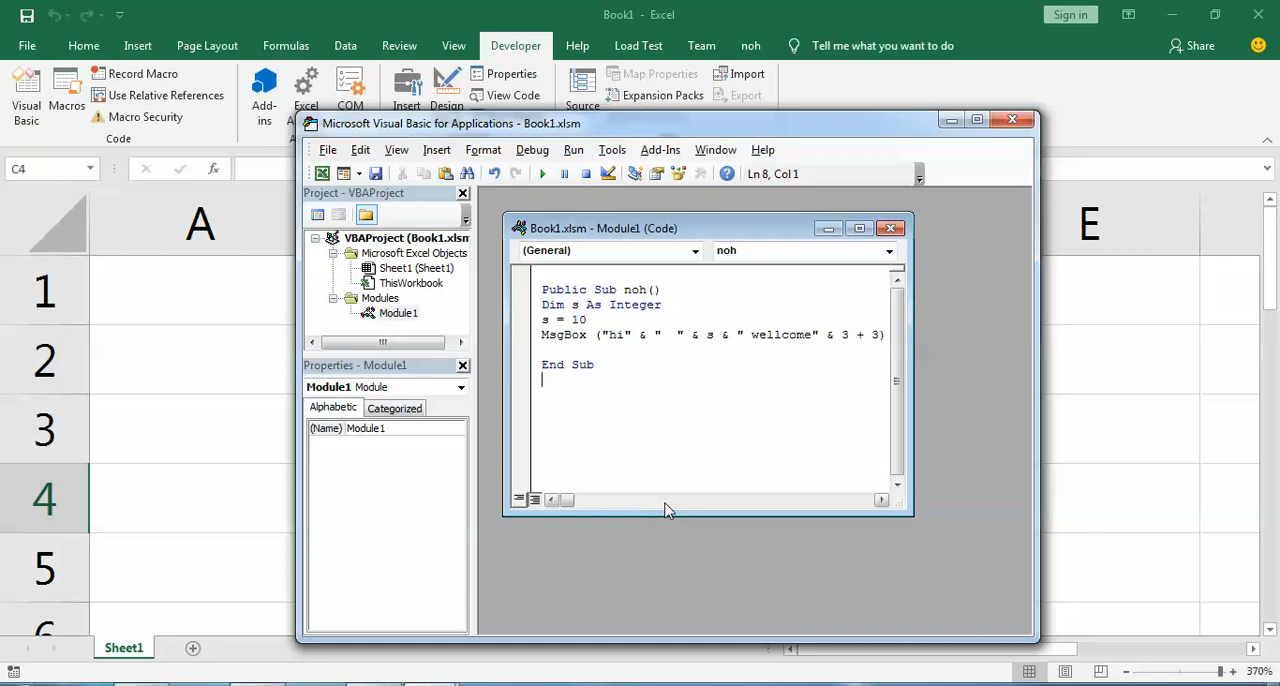 Book1 - Excel
Sign in
File Home Insert Page Layout Formulas Data Review View Developer Help Load Test Team noh Tell me what you want to do Share
Visual Basic
Macros
Record Macro
Use Relative References
Macro Security
Code
Add-ins
Excel
COM
Insert
Design
Properties
View Code
Source
Map Properties
Expansion Packs
Import
Export
C4
fx
A
E
1
2
3
4
5
Microsoft Visual Basic for Applications - Book1.xlsm
File Edit View Insert Format Debug Run Tools Add-Ins Window Help
Ln 8, Col 1
Project - VBAProject
VBAProject (Book1.xlsm
Microsoft Excel Objects
Sheet1 (Sheet1)
ThisWorkbook
Modules
Module1
Properties - Module1
Module1 Module
Alphabetic Categorized
(Name) Module1
Book1.xlsm - Module1 (Code)
(General) noh
Public Sub noh()
Dim s As Integer
s = 10
MsgBox ("hi" & "  " & s & " wellcome" & 3 + 3)
End Sub
Sheet1
370%